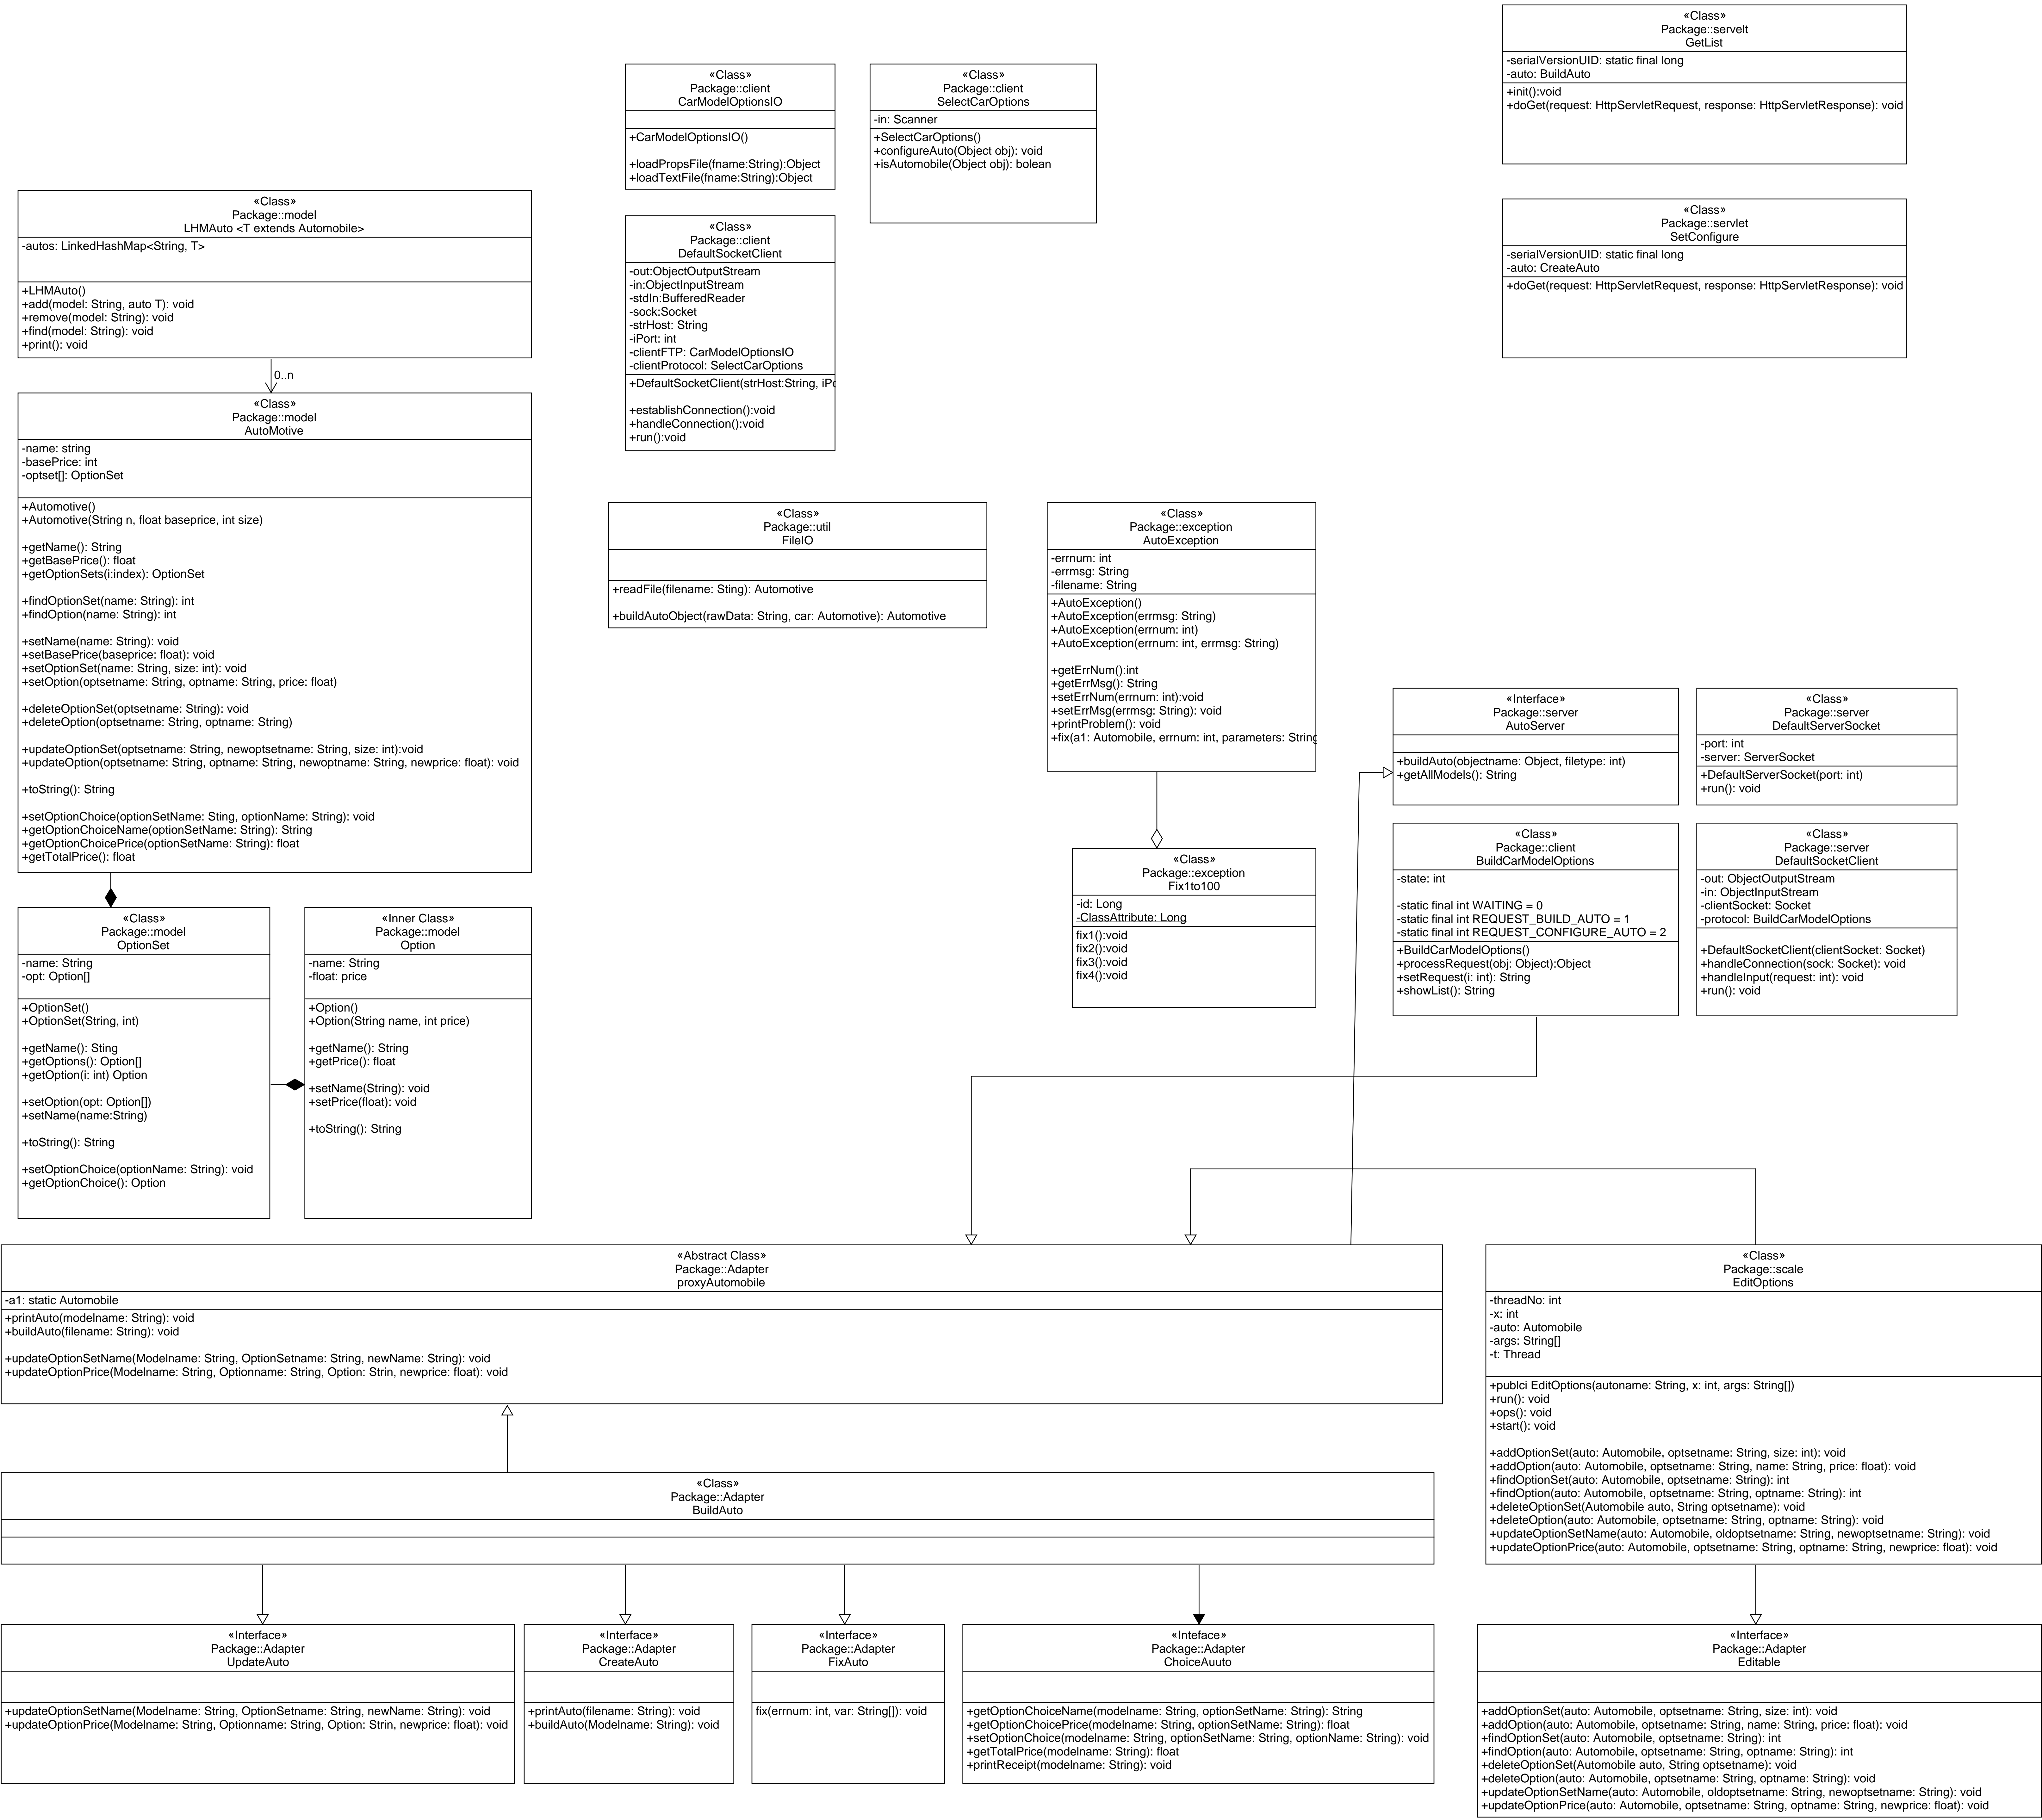 «Class»
Package::servelt
GetList
-serialVersionUID: static final long
-auto: BuildAuto
+init():void
+doGet(request: HttpServletRequest, response: HttpServletResponse): void
«Class»
Package::client
CarModelOptionsIO
+CarModelOptionsIO()
+loadPropsFile(fname:String):Object
+loadTextFile(fname:String):Object
«Class»
Package::client
SelectCarOptions
-in: Scanner
+SelectCarOptions()
+configureAuto(Object obj): void
+isAutomobile(Object obj): bolean
«Class»
Package::model
LHMAuto <T extends Automobile>
-autos: LinkedHashMap<String, T>
+LHMAuto()
+add(model: String, auto T): void
+remove(model: String): void
+find(model: String): void
+print(): void
0..n
«Class»
Package::client
DefaultSocketClient
-out:ObjectOutputStream
-in:ObjectInputStream
-stdIn:BufferedReader
-sock:Socket
-strHost: String
-iPort: int
-clientFTP: CarModelOptionsIO
-clientProtocol: SelectCarOptions
+DefaultSocketClient(strHost:String, iPo
+establishConnection():void
+handleConnection():void
+run():void
«Class»
Package::servlet
SetConfigure
-serialVersionUID: static final long
-auto: CreateAuto
+doGet(request: HttpServletRequest, response: HttpServletResponse): void
«Class»
Package::model
AutoMotive
-name: string
-basePrice: int
-optset[]: OptionSet
+Automotive()
+Automotive(String n, float baseprice, int size)
+getName(): String
+getBasePrice(): float
+getOptionSets(i:index): OptionSet
+findOptionSet(name: String): int
+findOption(name: String): int
+setName(name: String): void
+setBasePrice(baseprice: float): void
+setOptionSet(name: String, size: int): void
+setOption(optsetname: String, optname: String, price: float)
+deleteOptionSet(optsetname: String): void
+deleteOption(optsetname: String, optname: String)
+updateOptionSet(optsetname: String, newoptsetname: String, size: int):void
+updateOption(optsetname: String, optname: String, newoptname: String, newprice: float): void
+toString(): String
+setOptionChoice(optionSetName: Sting, optionName: String): void
+getOptionChoiceName(optionSetName: String): String
+getOptionChoicePrice(optionSetName: String): float
+getTotalPrice(): float
«Class»
Package::util
FileIO
+readFile(filename: Sting): Automotive
+buildAutoObject(rawData: String, car: Automotive): Automotive
«Class»
Package::exception
AutoException
-errnum: int
-errmsg: String
-filename: String
+AutoException()
+AutoException(errmsg: String)
+AutoException(errnum: int)
+AutoException(errnum: int, errmsg: String)
+getErrNum():int
+getErrMsg(): String
+setErrNum(errnum: int):void
+setErrMsg(errmsg: String): void
+printProblem(): void
+fix(a1: Automobile, errnum: int, parameters: String
«Interface»
Package::server
AutoServer
+buildAuto(objectname: Object, filetype: int)
+getAllModels(): String
«Class»
Package::server
DefaultServerSocket
-port: int
-server: ServerSocket
+DefaultServerSocket(port: int)
+run(): void
«Class»
Package::exception
Fix1to100
-id: Long
-ClassAttribute: Long
fix1():void
fix2():void
fix3():void
fix4():void
«Class»
Package::client
BuildCarModelOptions
-state: int
-static final int WAITING = 0
-static final int REQUEST_BUILD_AUTO = 1
-static final int REQUEST_CONFIGURE_AUTO = 2
+BuildCarModelOptions()
+processRequest(obj: Object):Object
+setRequest(i: int): String
+showList(): String
«Class»
Package::server
DefaultSocketClient
-out: ObjectOutputStream
-in: ObjectInputStream
-clientSocket: Socket
-protocol: BuildCarModelOptions
+DefaultSocketClient(clientSocket: Socket)
+handleConnection(sock: Socket): void
+handleInput(request: int): void
+run(): void
«Class»
Package::model
OptionSet
-name: String
-opt: Option[]
+OptionSet()
+OptionSet(String, int)
+getName(): Sting
+getOptions(): Option[]
+getOption(i: int) Option
+setOption(opt: Option[])
+setName(name:String)
+toString(): String
+setOptionChoice(optionName: String): void
+getOptionChoice(): Option
«Inner Class»
Package::model
Option
-name: String
-float: price
+Option()
+Option(String name, int price)
+getName(): String
+getPrice(): float
+setName(String): void
+setPrice(float): void
+toString(): String
«Abstract Class»
Package::Adapter
proxyAutomobile
-a1: static Automobile
+printAuto(modelname: String): void
+buildAuto(filename: String): void
+updateOptionSetName(Modelname: String, OptionSetname: String, newName: String): void
+updateOptionPrice(Modelname: String, Optionname: String, Option: Strin, newprice: float): void
«Class»
Package::scale
EditOptions
-threadNo: int
-x: int
-auto: Automobile
-args: String[]
-t: Thread
+publci EditOptions(autoname: String, x: int, args: String[])
+run(): void
+ops(): void
+start(): void
+addOptionSet(auto: Automobile, optsetname: String, size: int): void
+addOption(auto: Automobile, optsetname: String, name: String, price: float): void
+findOptionSet(auto: Automobile, optsetname: String): int
+findOption(auto: Automobile, optsetname: String, optname: String): int
+deleteOptionSet(Automobile auto, String optsetname): void
+deleteOption(auto: Automobile, optsetname: String, optname: String): void
+updateOptionSetName(auto: Automobile, oldoptsetname: String, newoptsetname: String): void
+updateOptionPrice(auto: Automobile, optsetname: String, optname: String, newprice: float): void
«Class»
Package::Adapter
BuildAuto
«Interface»
Package::Adapter
UpdateAuto
+updateOptionSetName(Modelname: String, OptionSetname: String, newName: String): void
+updateOptionPrice(Modelname: String, Optionname: String, Option: Strin, newprice: float): void
«Interface»
Package::Adapter
CreateAuto
+printAuto(filename: String): void
+buildAuto(Modelname: String): void
«Interface»
Package::Adapter
FixAuto
fix(errnum: int, var: String[]): void
«Inteface»
Package::Adapter
ChoiceAuuto
+getOptionChoiceName(modelname: String, optionSetName: String): String
+getOptionChoicePrice(modelname: String, optionSetName: String): float
+setOptionChoice(modelname: String, optionSetName: String, optionName: String): void
+getTotalPrice(modelname: String): float
+printReceipt(modelname: String): void
«Interface»
Package::Adapter
Editable
+addOptionSet(auto: Automobile, optsetname: String, size: int): void
+addOption(auto: Automobile, optsetname: String, name: String, price: float): void
+findOptionSet(auto: Automobile, optsetname: String): int
+findOption(auto: Automobile, optsetname: String, optname: String): int
+deleteOptionSet(Automobile auto, String optsetname): void
+deleteOption(auto: Automobile, optsetname: String, optname: String): void
+updateOptionSetName(auto: Automobile, oldoptsetname: String, newoptsetname: String): void
+updateOptionPrice(auto: Automobile, optsetname: String, optname: String, newprice: float): void